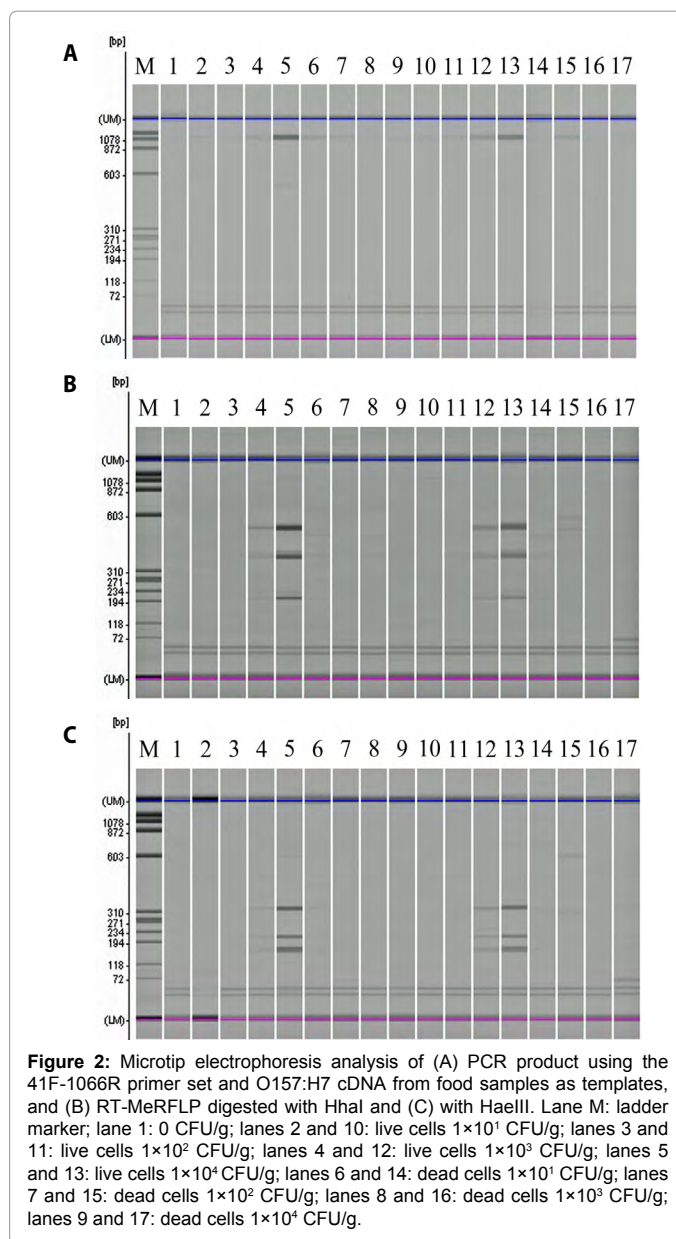 [bp]
A M 1 2 3 4 5 6 7 8 9 10 11 12 13 14 15 16 17
(UM)
1078
872
603
310
271
234
194
118
72
(LM)
[bp]
B M 1 2 3 4 5 6 7 8 9 10 11 12 13 14 15 16 17
(UM)
1078
872
603
310
271
234
194
118
72
(LM)
[bp]
C M 1 2 3 4 5 6 7 8 9 10 11 12 13 14 15 16 17
(UM)
1078
872
603
310
271
234
194
118
72
(LM)
Figure 2: Microtip electrophoresis analysis of (A) PCR product using the
41F-1066R primer set and O157:H7 cDNA from food samples as templates,
and (B) RT-MeRFLP digested with HhaI and (C) with HaeIII. Lane M: ladder
marker; lane 1: 0 CFU/g; lanes 2 and 10: live cells 1×10¹ CFU/g; lanes 3 and
11: live cells 1×10² CFU/g; lanes 4 and 12: live cells 1×10³ CFU/g; lanes 5
and 13: live cells 1×10⁴ CFU/g; lanes 6 and 14: dead cells 1×10¹ CFU/g; lanes
7 and 15: dead cells 1×10² CFU/g; lanes 8 and 16: dead cells 1×10³ CFU/g;
lanes 9 and 17: dead cells 1×10⁴ CFU/g.